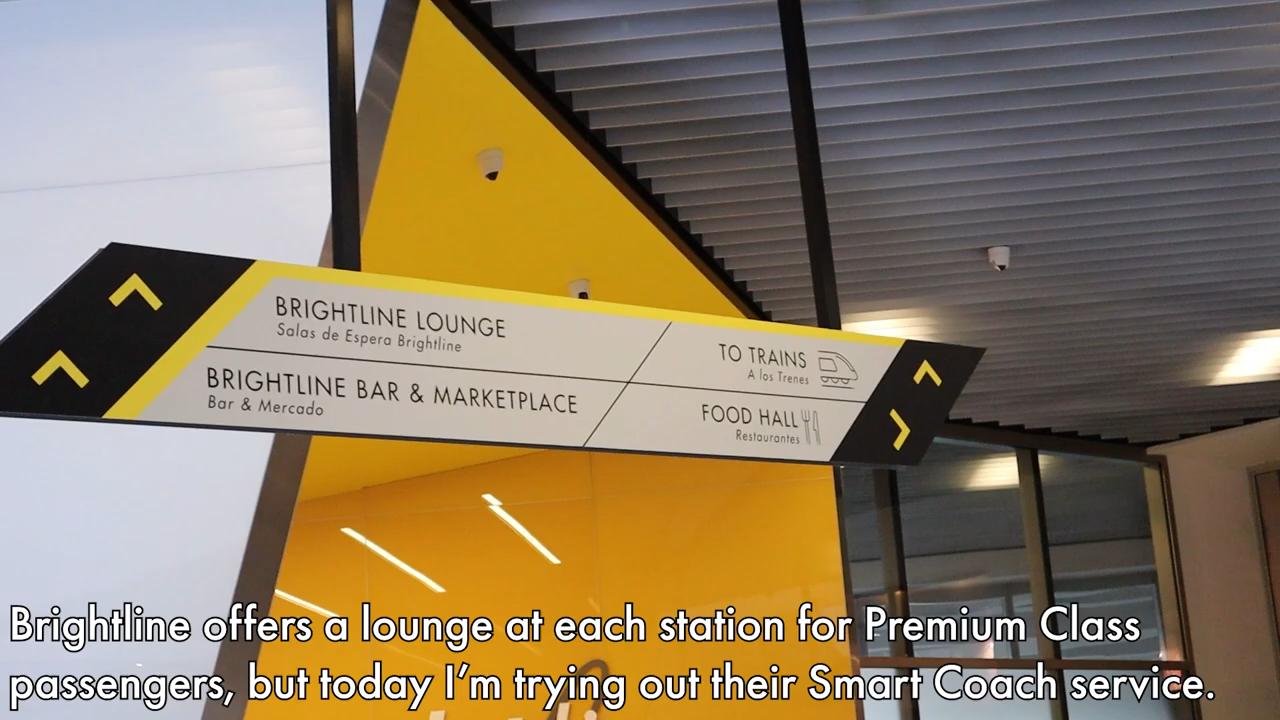 BRIGHTLINE LOUNGE
Salas de Espera Brightline
BRIGHTLINE BAR & MARKETPLACE
Bar & Mercado
TO TRAINS
A los Trenes
FOOD HALL
Restaurantes
Brightline offers a lounge at each station for Premium Class
passengers, but today I’m trying out their Smart Coach service.